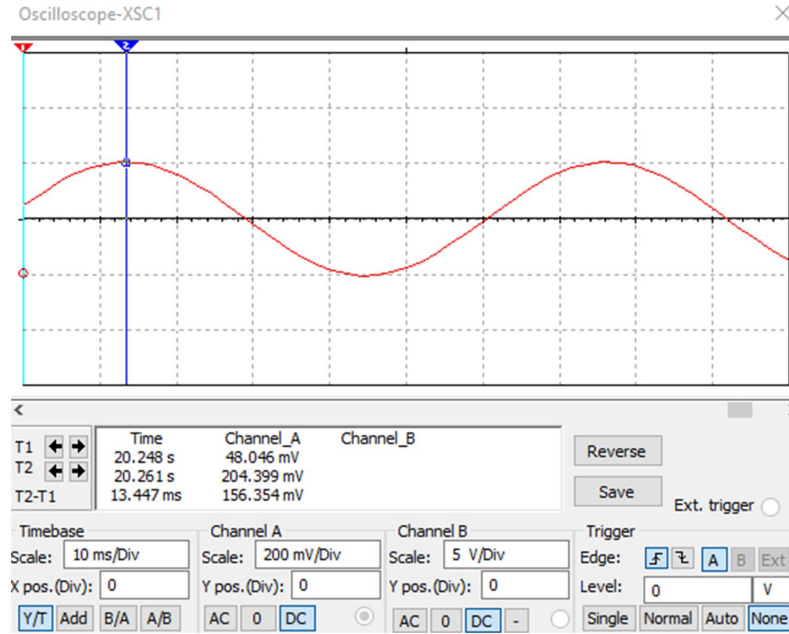 Oscilloscope-XSC1
1
2
Time Channel_A Channel_B
T1 20.248 s 48.046 mV
T2 20.261 s 204.399 mV
T2-T1 13.447 ms 156.354 mV
Reverse
Save
Ext. trigger
Timebase
Scale: 10 ms/Div
X pos.(Div): 0
Y/T Add B/A A/B
Channel A
Scale: 200 mV/Div
Y pos.(Div): 0
AC 0 DC
Channel B
Scale: 5 V/Div
Y pos.(Div): 0
AC 0 DC -
Trigger
Edge: A B Ext
Level: 0 V
Single Normal Auto None